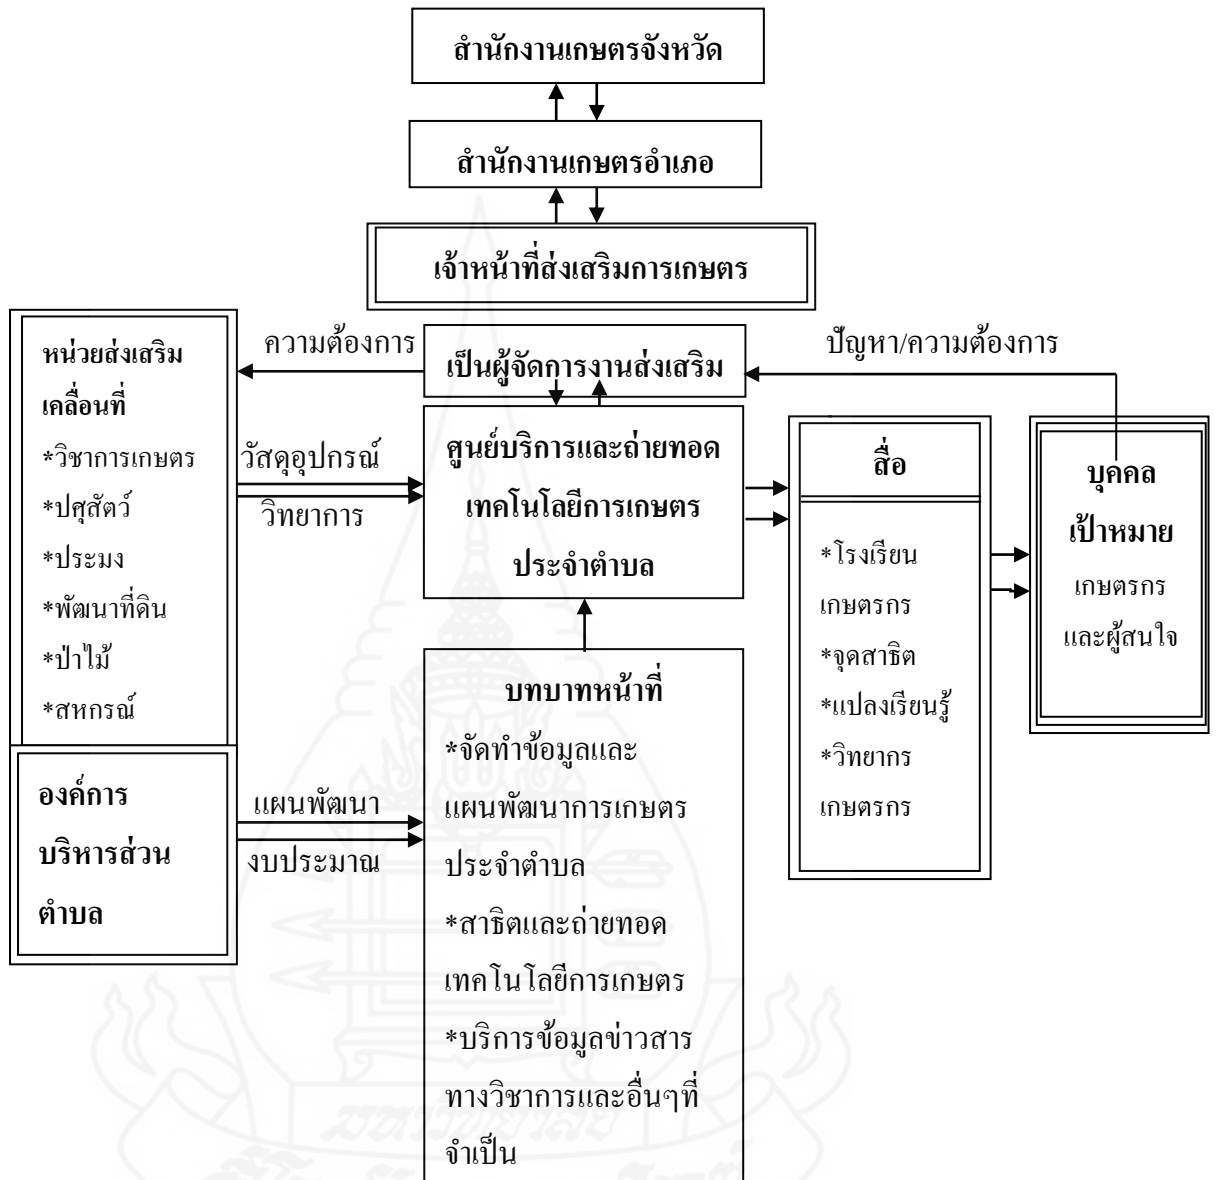 สำนักงานเกษตรจังหวัด
สำนักงานเกษตรอำเภอ
เจ้าหน้าที่ส่งเสริมการเกษตร
เป็นผู้จัดการงานส่งเสริม
ความต้องการ
ปัญหา/ความต้องการ
หน่วยส่งเสริม
เคลื่อนที่
*วิชาการเกษตร
*ปศุสัตว์
*ประมง
*พัฒนาที่ดิน
*ป่าไม้
*สหกรณ์
วัสดุอุปกรณ์
วิทยาการ
ศูนย์บริการและถ่ายทอด
เทคโนโลยีการเกษตร
ประจำตำบล
สื่อ
*โรงเรียน
เกษตรกร
*จุดสาธิต
*แปลงเรียนรู้
*วิทยากร
เกษตรกร
บุคคล
เป้าหมาย
เกษตรกร
และผู้สนใจ
องค์การ
บริหารส่วน
ตำบล
แผนพัฒนา
งบประมาณ
บทบาทหน้าที่
*จัดทำข้อมูลและ
แผนพัฒนาการเกษตร
ประจำตำบล
*สาธิตและถ่ายทอด
เทคโนโลยีการเกษตร
*บริการข้อมูลข่าวสาร
ทางวิชาการและอื่นๆที่
จำเป็น